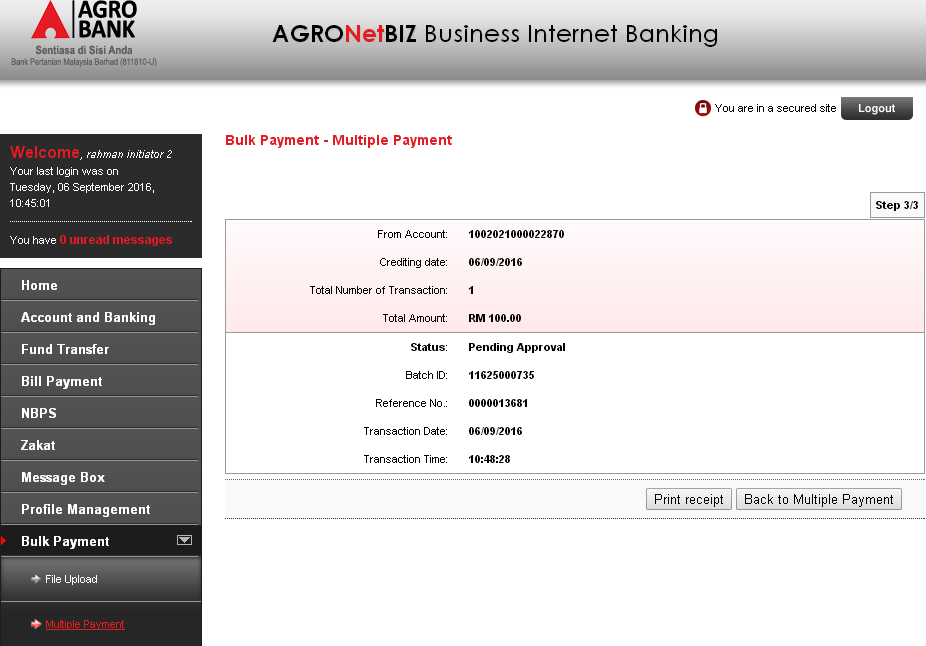 AGRO
BANK
Sentiasa di Sisi Anda
Bank Pertanian Malaysia Berhad (811810-U)
AGRONetBIZ Business Internet Banking
You are in a secured site
Logout
Welcome, rahman initiator 2
Your last login was on
Tuesday, 06 September 2016,
10:45:01
You have 0 unread messages
Home
Account and Banking
Fund Transfer
Bill Payment
NBPS
Zakat
Message Box
Profile Management
Bulk Payment
File Upload
Multiple Payment
Bulk Payment - Multiple Payment
Step 3/3
From Account: 1002021000022870
Crediting date: 06/09/2016
Total Number of Transaction: 1
Total Amount: RM 100.00
Status: Pending Approval
Batch ID: 11625000735
Reference No.: 0000013681
Transaction Date: 06/09/2016
Transaction Time: 10:48:28
Print receipt Back to Multiple Payment